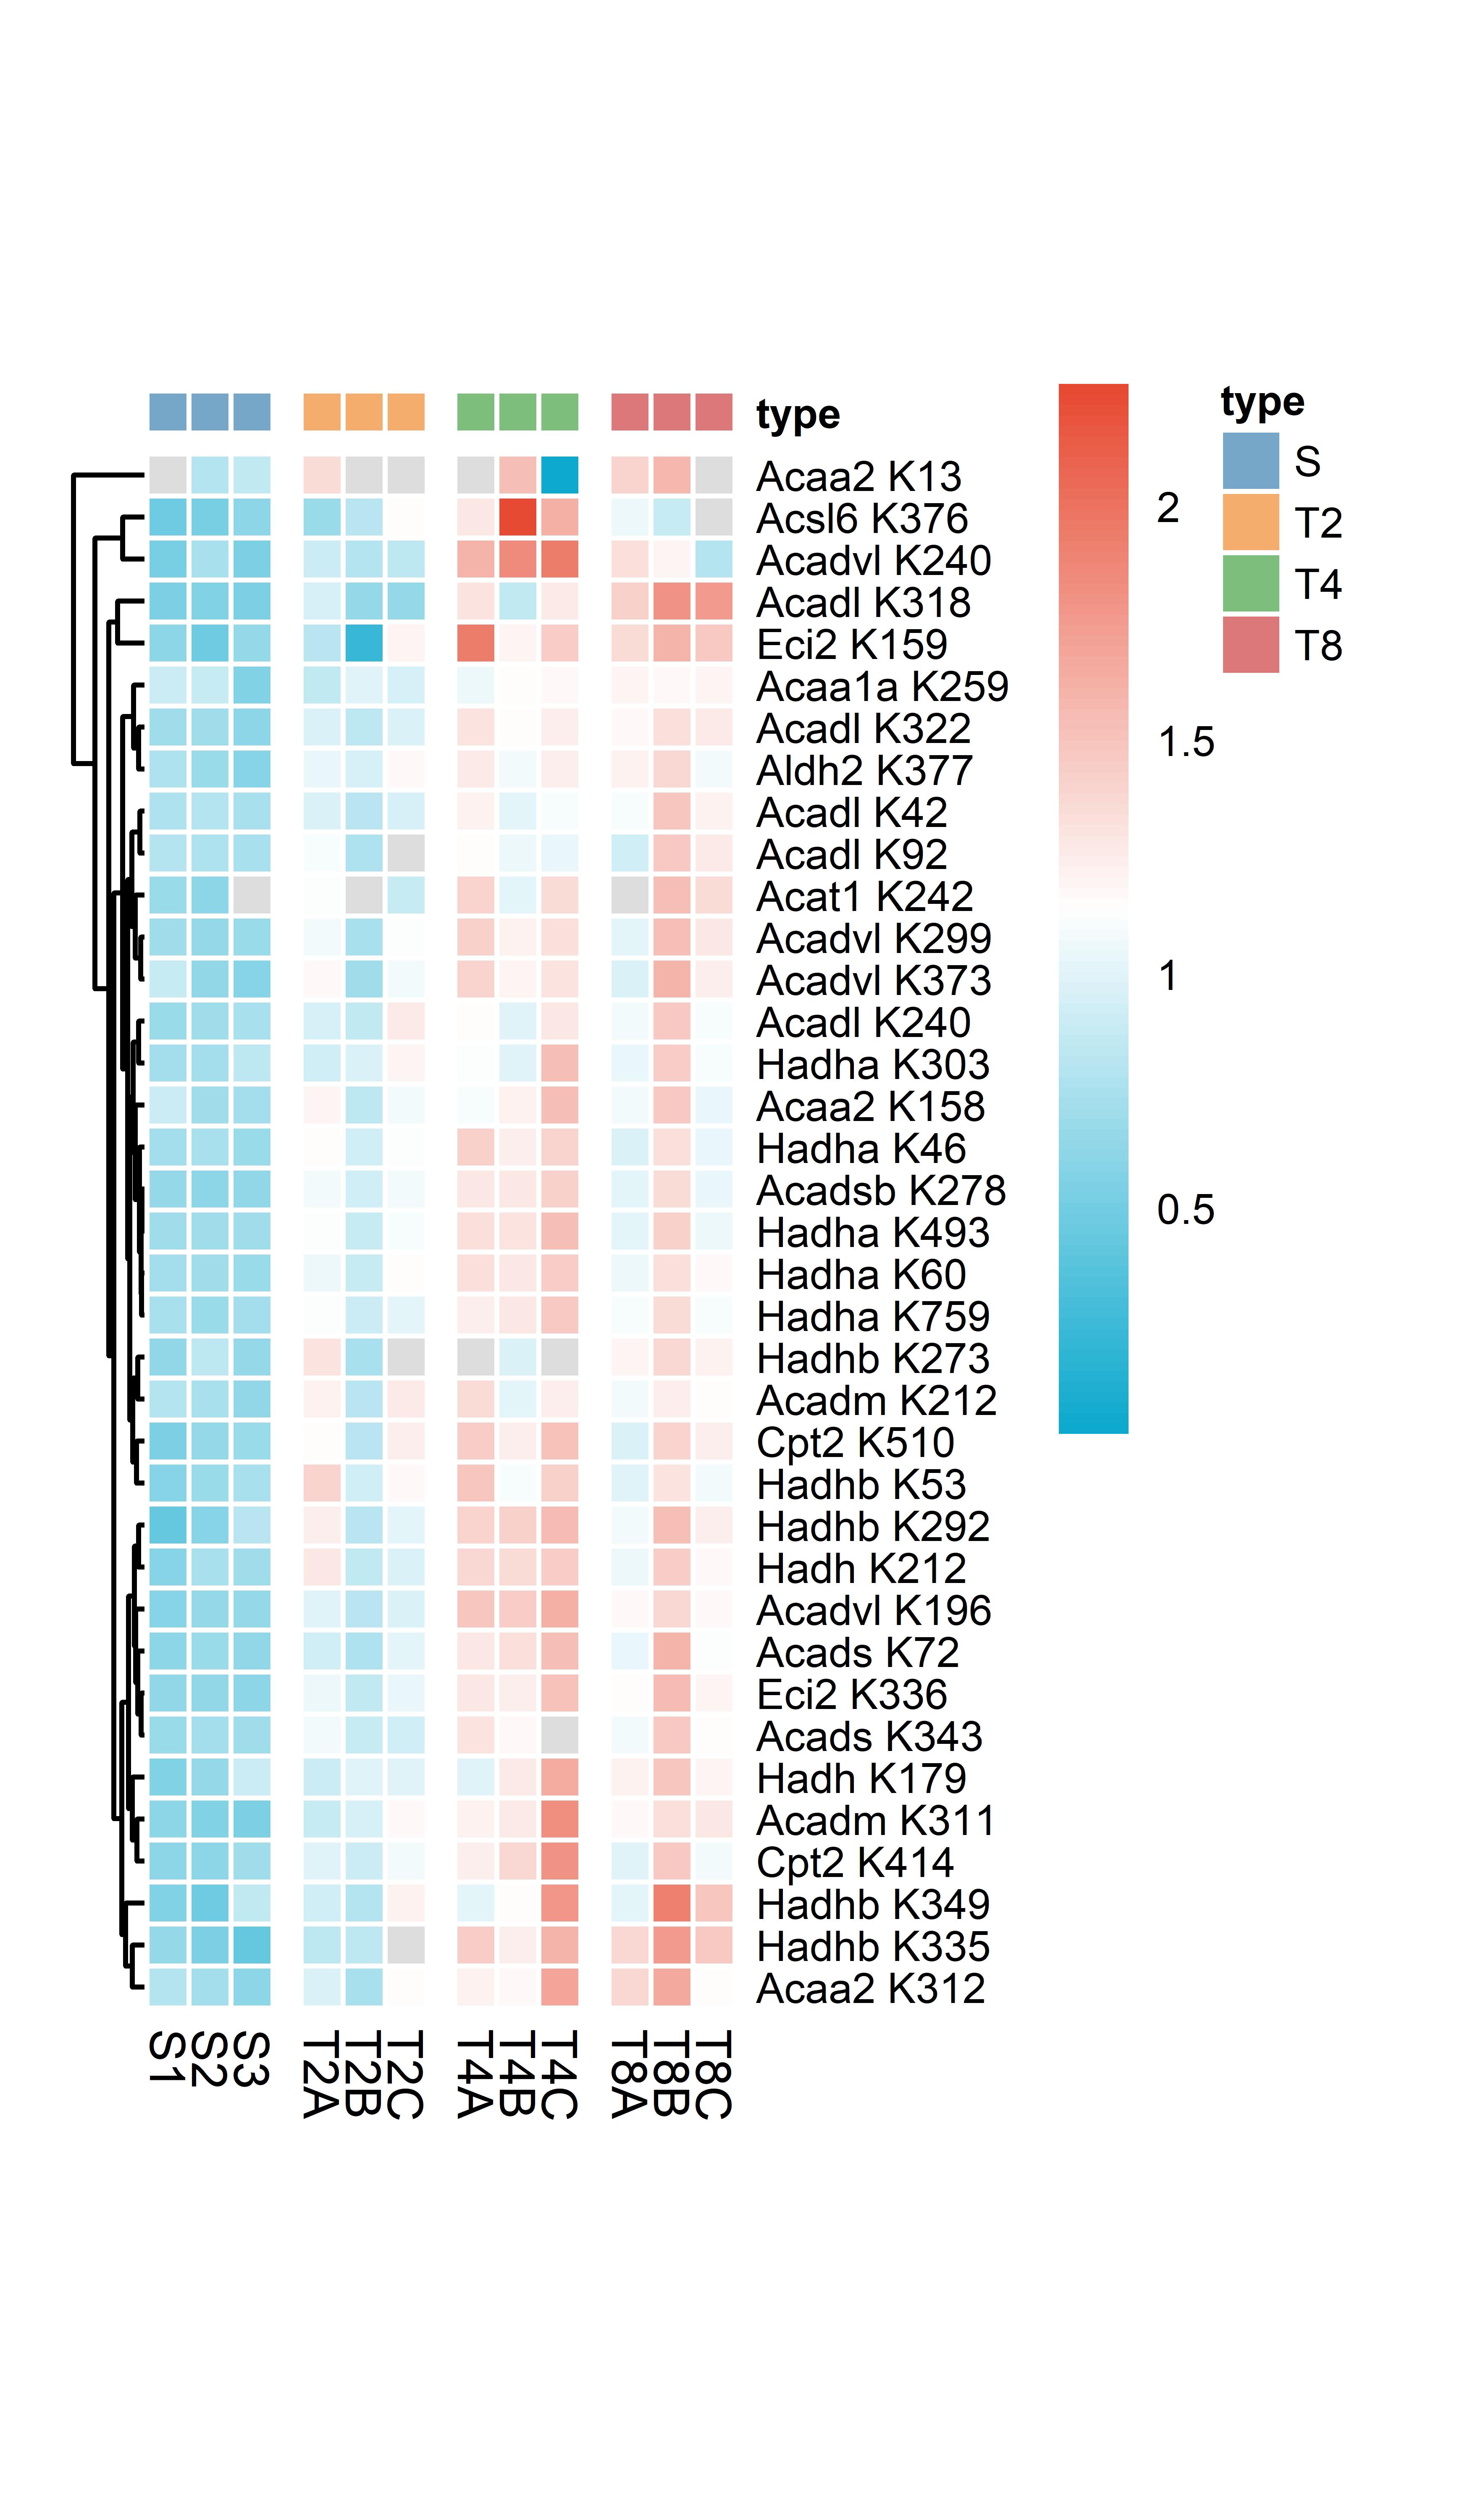 type
Acaa2 K13
Acsl6 K376
Acadvl K240
Acadl K318
Eci2 K159
Acaa1a K259
Acadl K322
Aldh2 K377
Acadl K42
Acadl K92
Acat1 K242
Acadvl K299
Acadvl K373
Acadl K240
Hadha K303
Acaa2 K158
Hadha K46
Acadsb K278
Hadha K493
Hadha K60
Hadha K759
Hadhb K273
Acadm K212
Cpt2 K510
Hadhb K53
Hadhb K292
Hadh K212
Acadvl K196
Acads K72
Eci2 K336
Acads K343
Hadh K179
Acadm K311
Cpt2 K414
Hadhb K349
Hadhb K335
Acaa2 K312
S1
S2
S3
T2A
T2B
T2C
T4A
T4B
T4C
T8A
T8B
T8C
2
1.5
1
0.5
type
S
T2
T4
T8